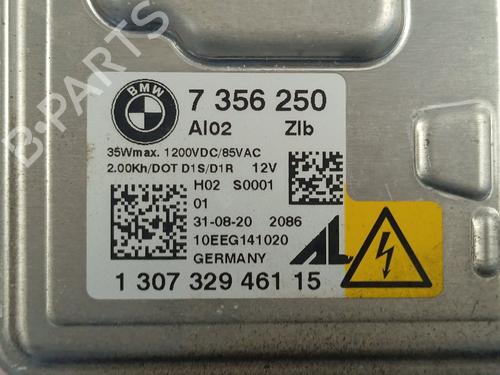 B-PARTS
BMW
7 356 250
AI02 ZIb
35Wmax. 1200VDC/85VAC
2.00Kh/DOT D1S/D1R 12V
H02 S0001
01
31-08-20 2086
10EEG141020
GERMANY
AL
1 307 329 461 15